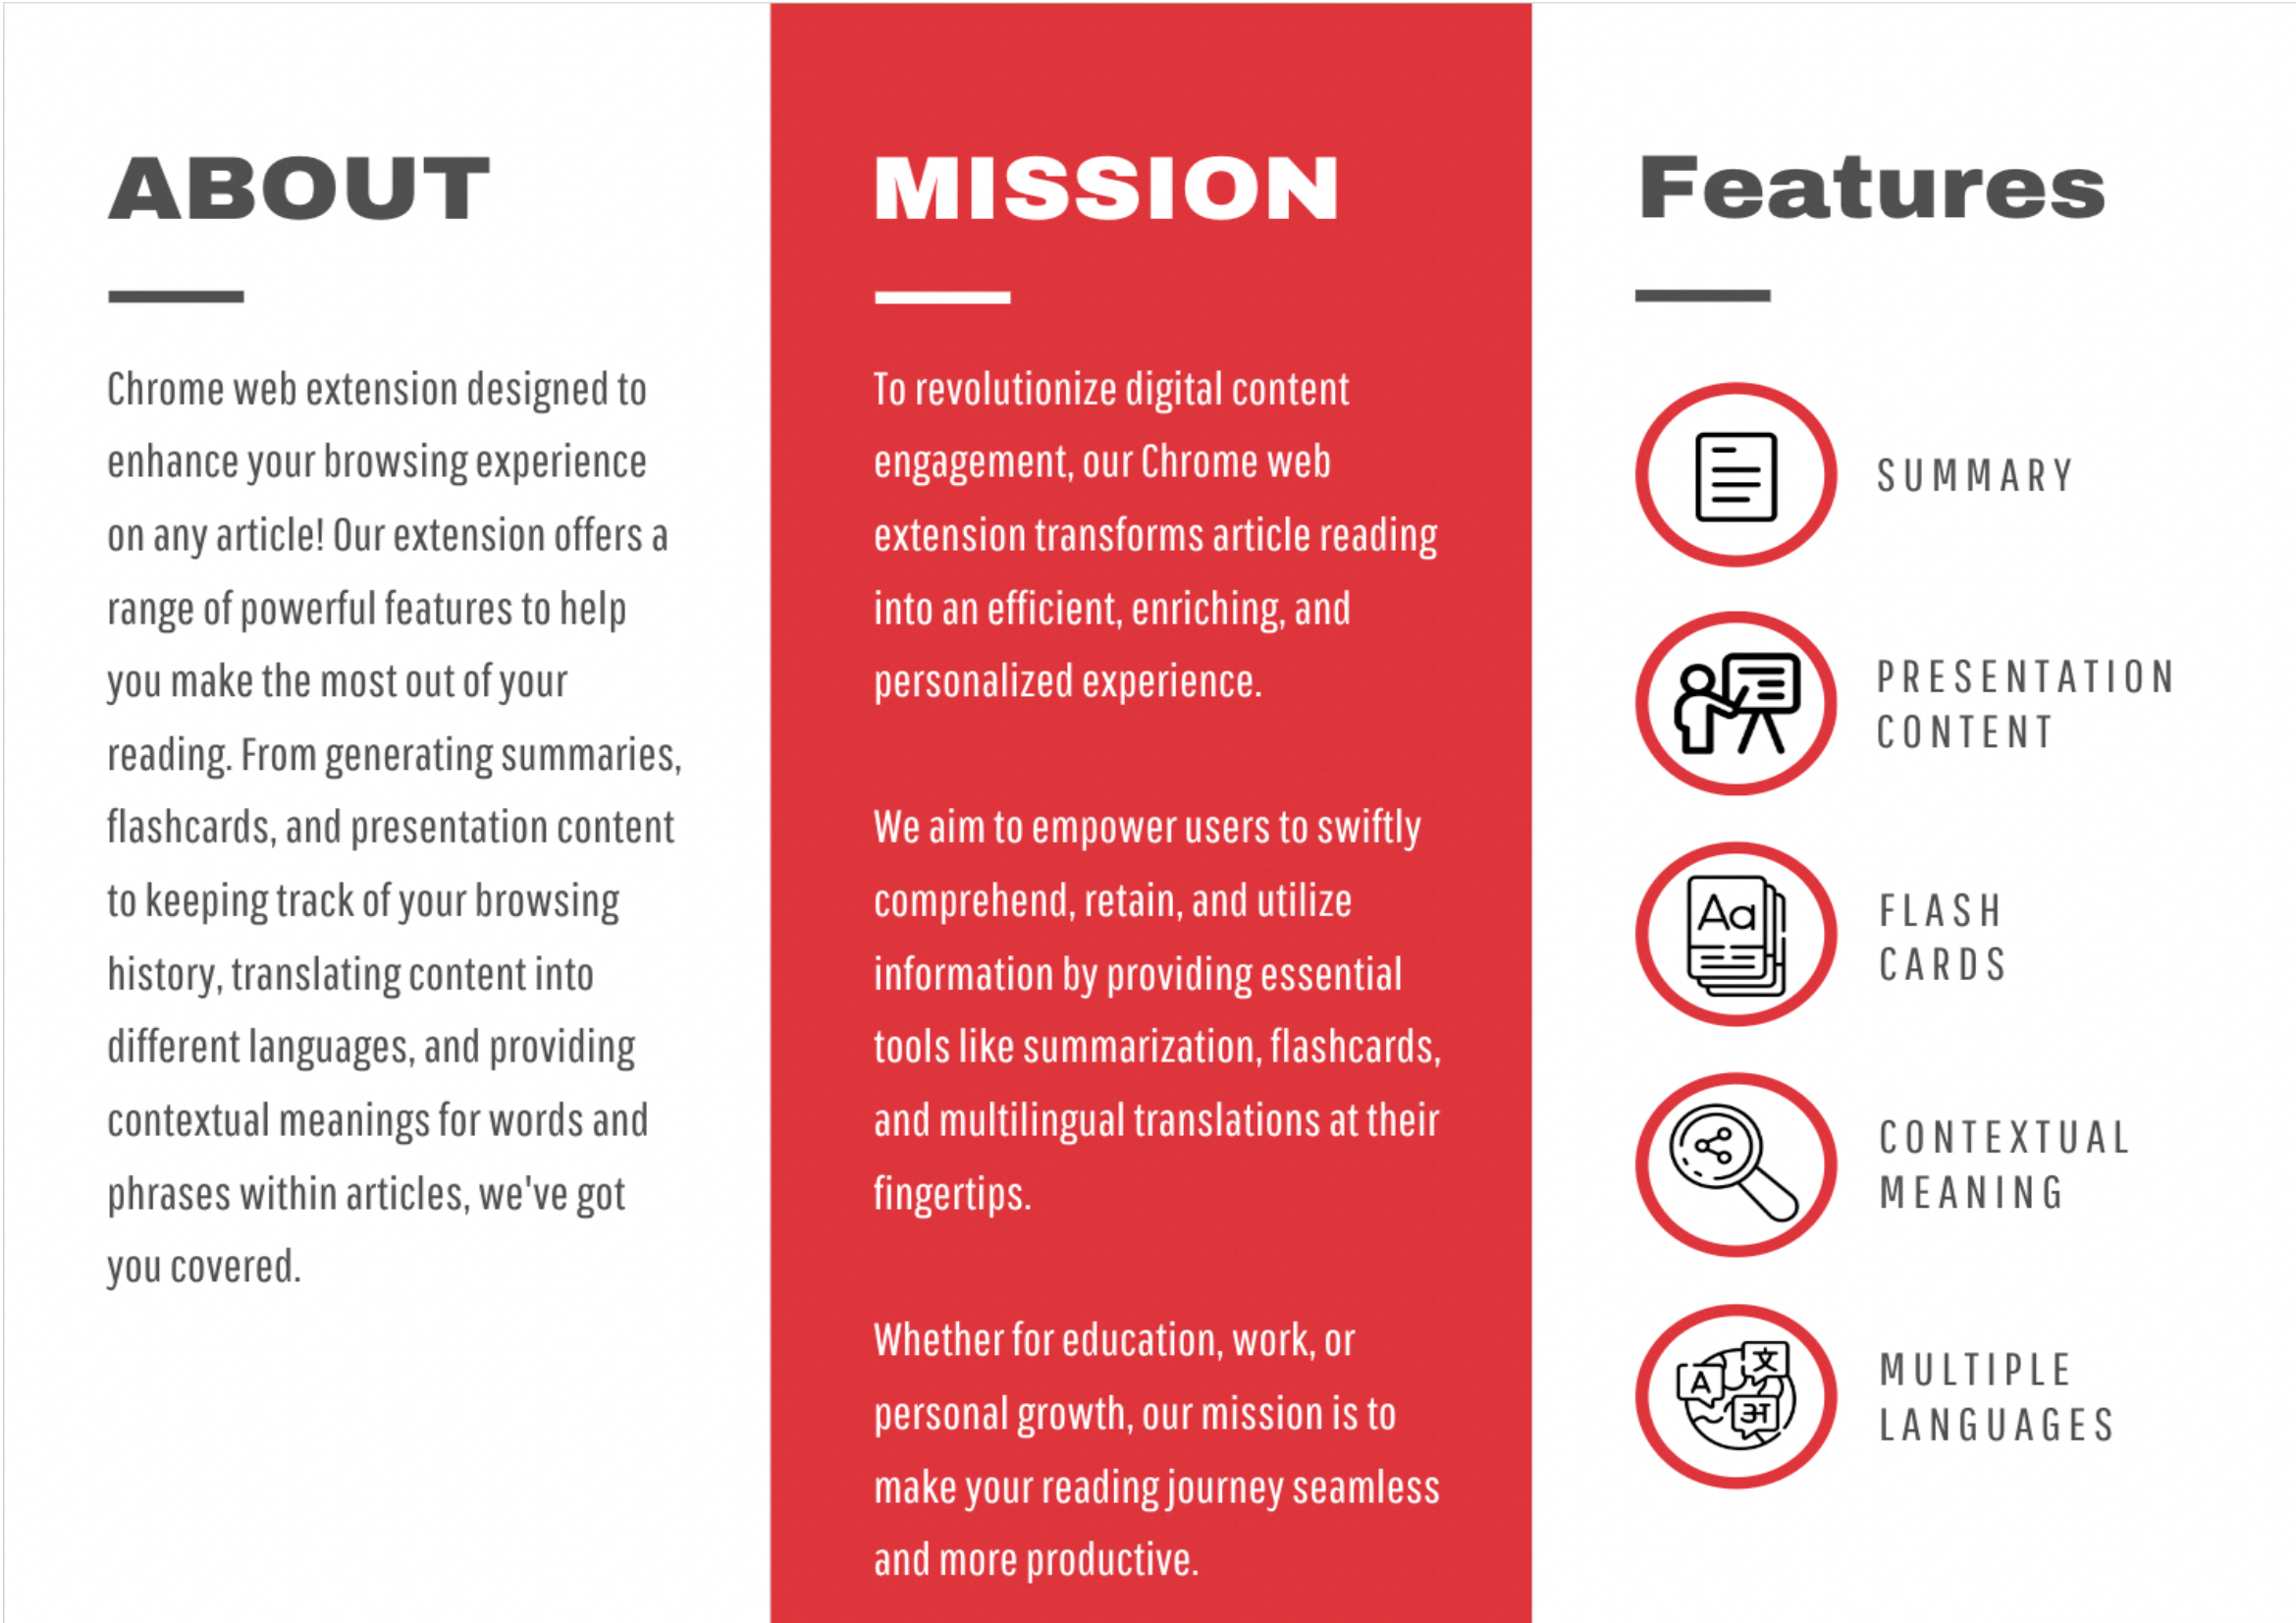 ABOUT
Chrome web extension designed to
enhance your browsing experience
on any article! Our extension offers a
range of powerful features to help
you make the most out of your
reading. From generating summaries,
flashcards, and presentation content
to keeping track of your browsing
history, translating content into
different languages, and providing
contextual meanings for words and
phrases within articles, we've got
you covered.
MISSION
To revolutionize digital content
engagement, our Chrome web
extension transforms article reading
into an efficient, enriching, and
personalized experience.
We aim to empower users to swiftly
comprehend, retain, and utilize
information by providing essential
tools like summarization, flashcards,
and multilingual translations at their
fingertips.
Whether for education, work, or
personal growth, our mission is to
make your reading journey seamless
and more productive.
Features
SUMMARY
PRESENTATION
CONTENT
Aa
FLASH
CARDS
CONTEXTUAL
MEANING
A
文
अ
MULTIPLE
LANGUAGES